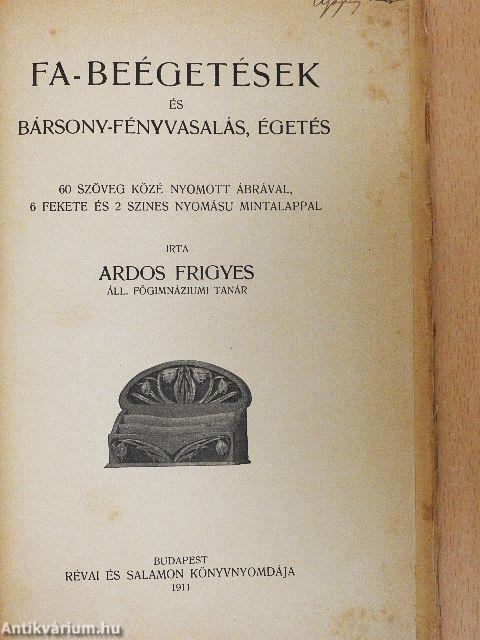 FA-BEÉGETÉSEK
ÉS
BÁRSONY-FÉNYVASALÁS, ÉGETÉS
60 SZÖVEG KÖZÉ NYOMOTT ÁBRÁVAL,
6 FEKETE ÉS 2 SZINES NYOMÁSU MINTALAPPAL
IRTA
ARDOS FRIGYES
ÁLL. FŐGIMNÁZIUMI TANÁR
BUDAPEST
RÉVAI ÉS SALAMON KÖNYVNYOMDÁJA
1911
Antikvárium.hu